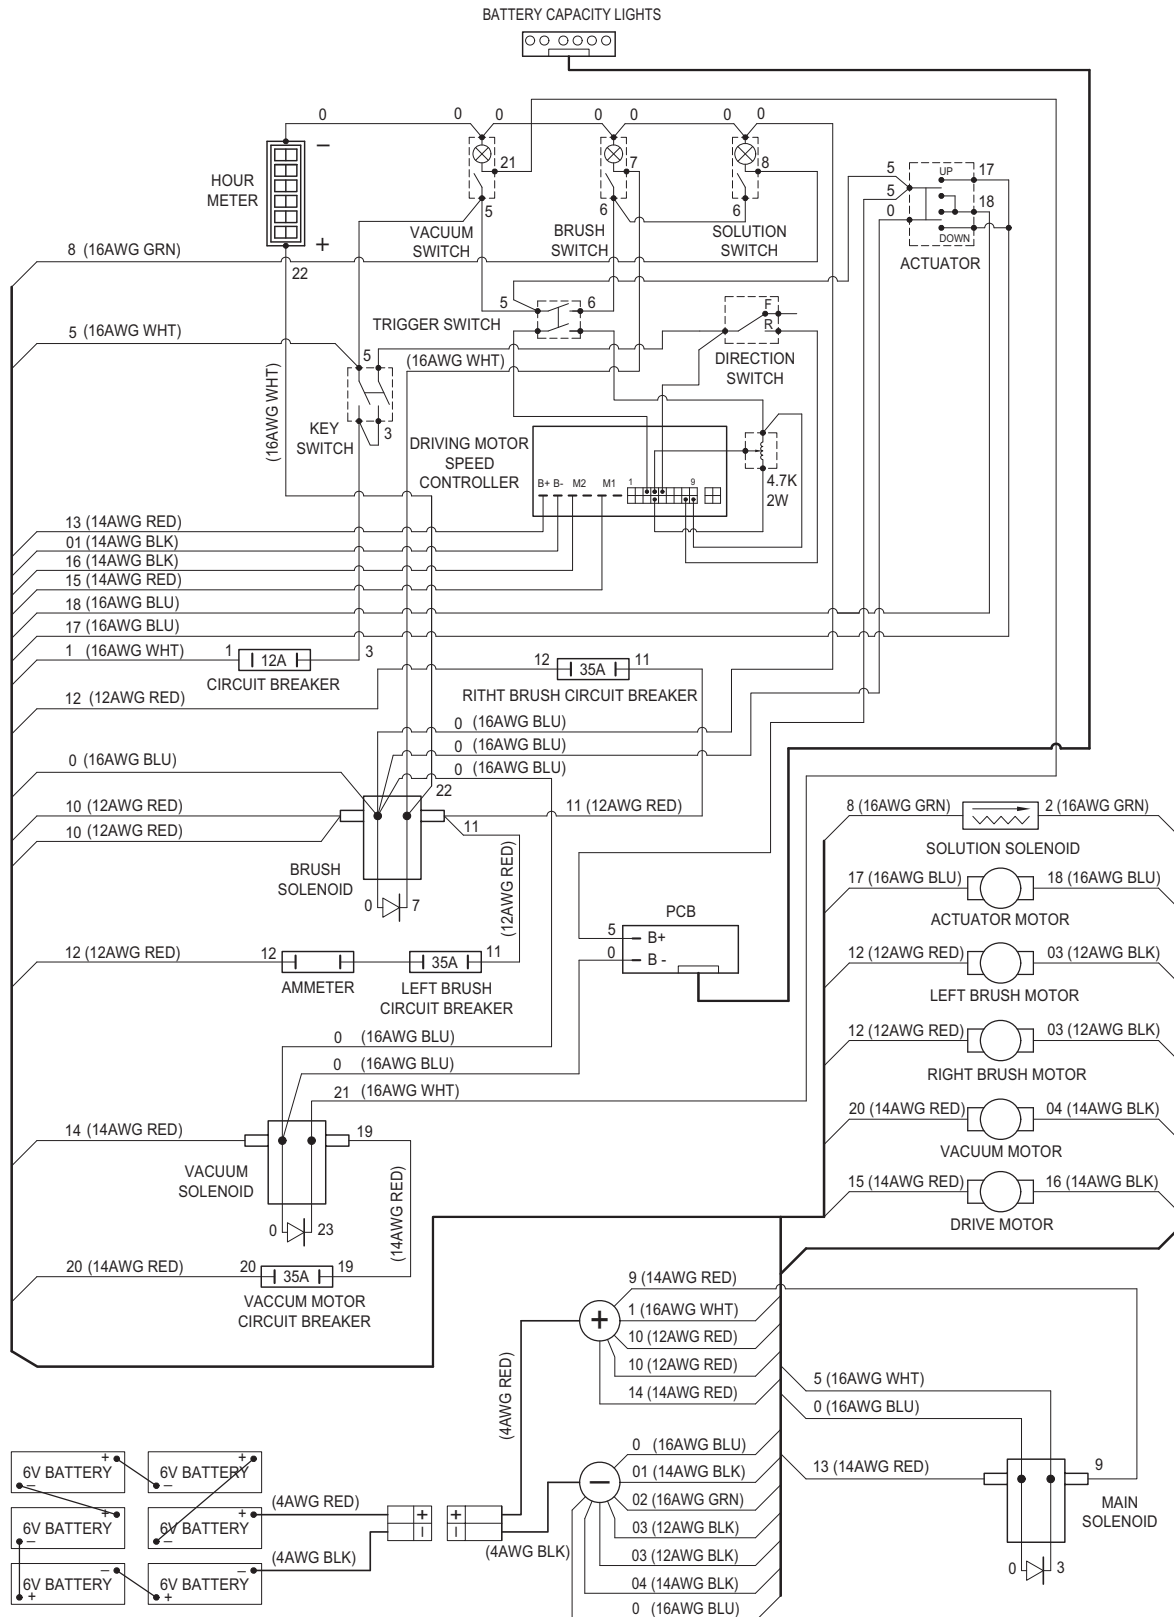 BATTERY CAPACITY LIGHTS
0 0 0 0 0 0 0
−
HOUR
METER
+
22
21 7 8
5 6 6
VACUUM
SWITCH
BRUSH
SWITCH
SOLUTION
SWITCH
5
5
0
UP
DOWN
17
18
ACTUATOR
8 (16AWG GRN)
5 (16AWG WHT)
(16AWG WHT)
5 6
TRIGGER SWITCH
F
R
DIRECTION
SWITCH
(16AWG WHT)
5
3
KEY
SWITCH
DRIVING MOTOR
SPEED
CONTROLLER
B+ B- M2 M1 1 9
4.7K
2W
13 (14AWG RED)
01 (14AWG BLK)
16 (14AWG BLK)
15 (14AWG RED)
18 (16AWG BLU)
17 (16AWG BLU)
1 (16AWG WHT) 1 12A 3
CIRCUIT BREAKER
12 35A 11
RITHT BRUSH CIRCUIT BREAKER
12 (12AWG RED)
0 (16AWG BLU)
0 (16AWG BLU)
0 (16AWG BLU)
0 (16AWG BLU)
22
10 (12AWG RED)
10 (12AWG RED)
11 (12AWG RED)
11
(12AWG RED)
BRUSH
SOLENOID
0 7
8 (16AWG GRN) 2 (16AWG GRN)
SOLUTION SOLENOID
17 (16AWG BLU) 18 (16AWG BLU)
ACTUATOR MOTOR
12 (12AWG RED) 03 (12AWG BLK)
LEFT BRUSH MOTOR
12 (12AWG RED) 03 (12AWG BLK)
RIGHT BRUSH MOTOR
20 (14AWG RED) 04 (14AWG BLK)
VACUUM MOTOR
15 (14AWG RED) 16 (14AWG BLK)
DRIVE MOTOR
PCB
5 B+
0 B -
12 (12AWG RED) 12
AMMETER
35A 11
LEFT BRUSH
CIRCUIT BREAKER
0 (16AWG BLU)
0 (16AWG BLU)
21 (16AWG WHT)
14 (14AWG RED)
19
VACUUM
SOLENOID
0 23
(14AWG RED)
20 (14AWG RED) 20 35A 19
VACCUM MOTOR
CIRCUIT BREAKER
9 (14AWG RED)
+
1 (16AWG WHT)
10 (12AWG RED)
10 (12AWG RED)
14 (14AWG RED)
(4AWG RED)
5 (16AWG WHT)
0 (16AWG BLU)
13 (14AWG RED)
9
MAIN
SOLENOID
0 3
−
0 (16AWG BLU)
01 (14AWG BLK)
02 (16AWG GRN)
03 (12AWG BLK)
03 (12AWG BLK)
04 (14AWG BLK)
0 (16AWG BLU)
+ 6V BATTERY −
+ 6V BATTERY −
+ 6V BATTERY −
+ 6V BATTERY −
− 6V BATTERY +
− 6V BATTERY +
(4AWG RED)
(4AWG BLK)
+ +
− −
(4AWG BLK)